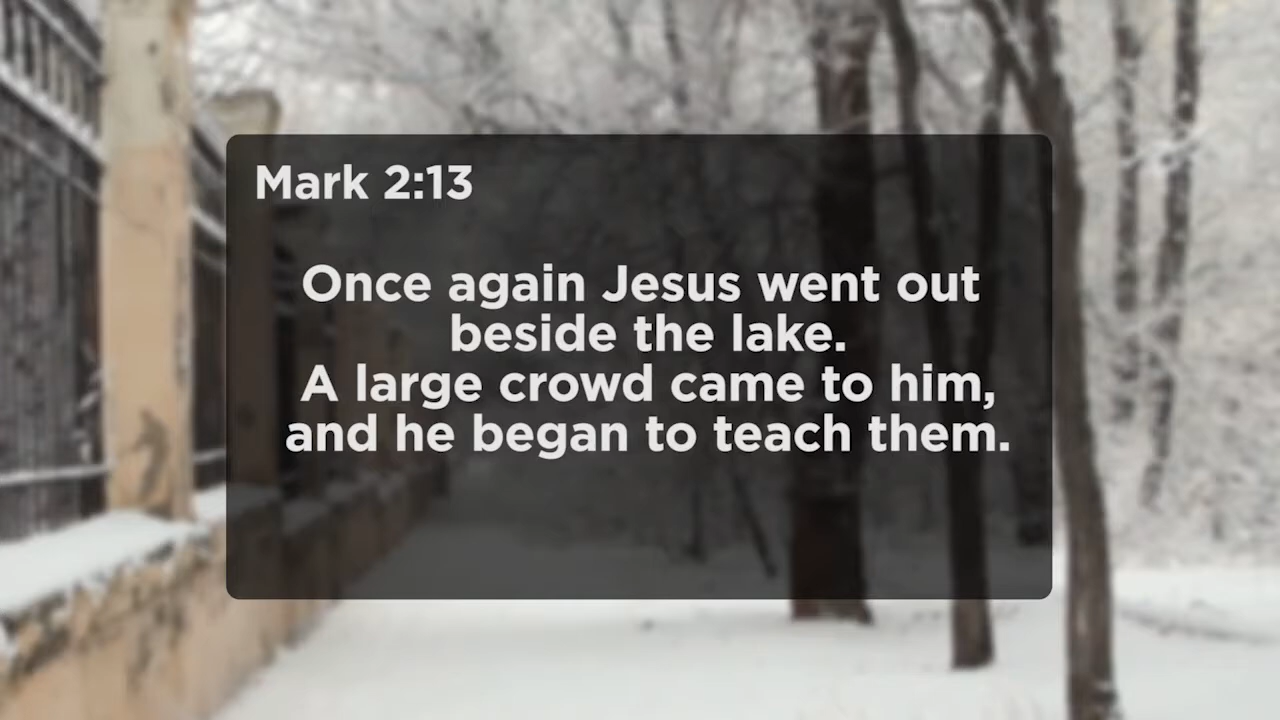 Mark 2:13
Once again Jesus went out
beside the lake.
A large crowd came to him,
and he began to teach them.